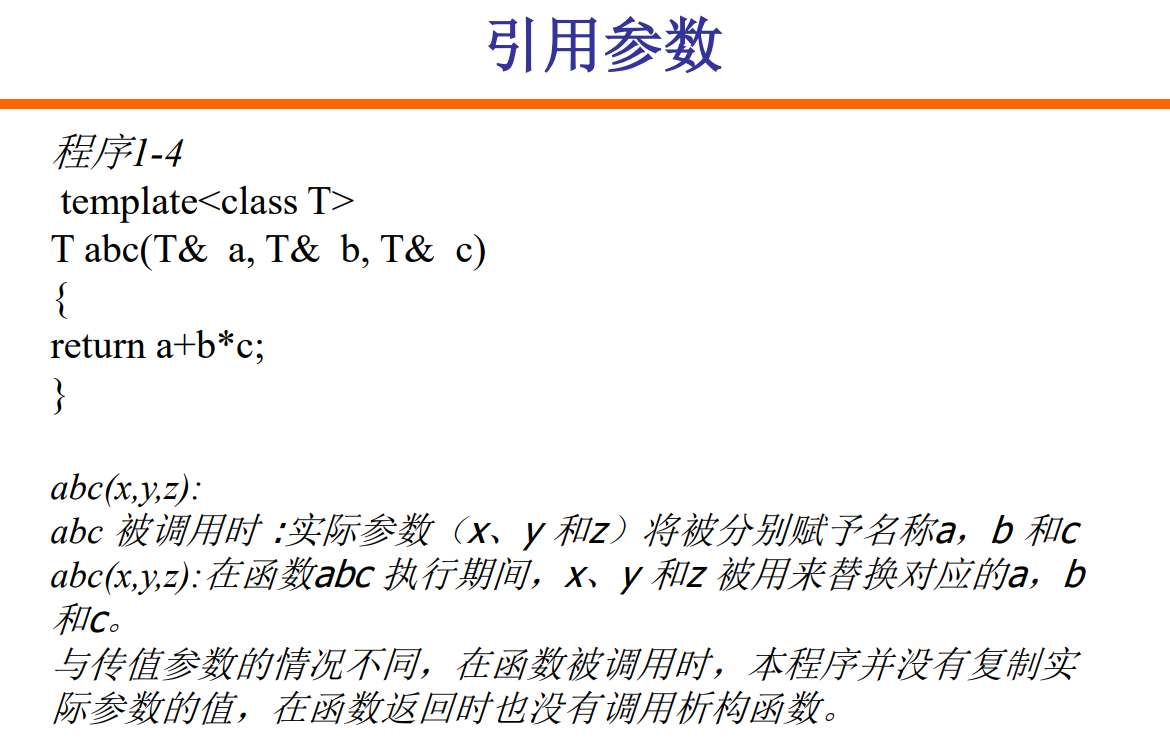 引用参数
程序1-4
template<class T>
T abc(T& a, T& b, T& c)
{
return a+b*c;
}
abc(x,y,z):
abc 被调用时 :实际参数（x、y 和z）将被分别赋予名称a，b 和c
abc(x,y,z): 在函数abc 执行期间，x、y 和z 被用来替换对应的a，b
和c。
与传值参数的情况不同，在函数被调用时，本程序并没有复制实
际参数的值，在函数返回时也没有调用析构函数。